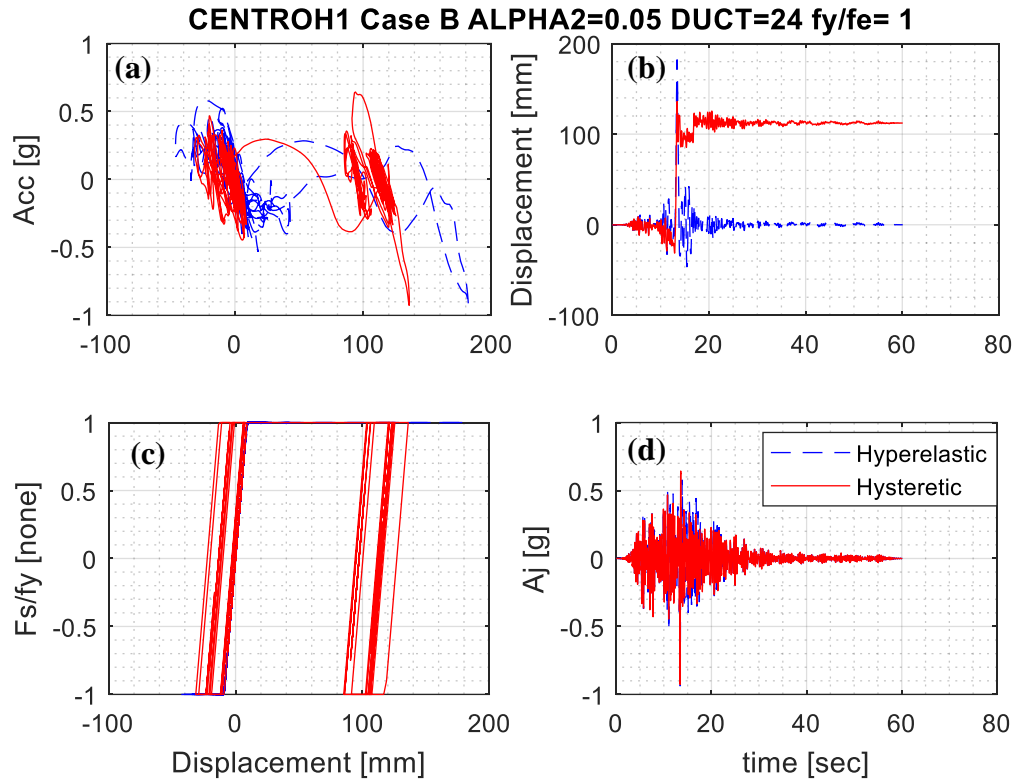 CENTROH1 Case B ALPHA2=0.05 DUCT=24 fy/fe= 1
(a)
Acc [g]
1
0.5
0
-0.5
-1
-100
0
100
200
(b)
Displacement [mm]
200
100
0
-100
0
20
40
60
80
(c)
Fs/fy [none]
1
0.5
0
-0.5
-1
-100
0
100
200
Displacement [mm]
(d)
Hyperelastic
Hysteretic
Aj [g]
1
0.5
0
-0.5
-1
0
20
40
60
80
time [sec]